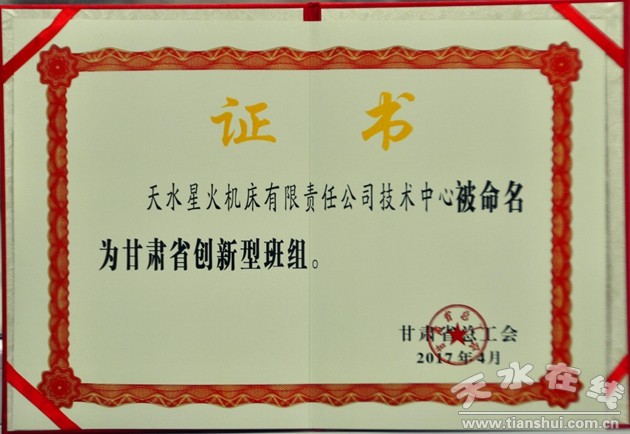 证 书
天水星火机床有限责任公司技术中心被命名
为甘肃省创新型班组。
甘肃省总工会
2017年4月
天水在线
www.tianshui.com.cn